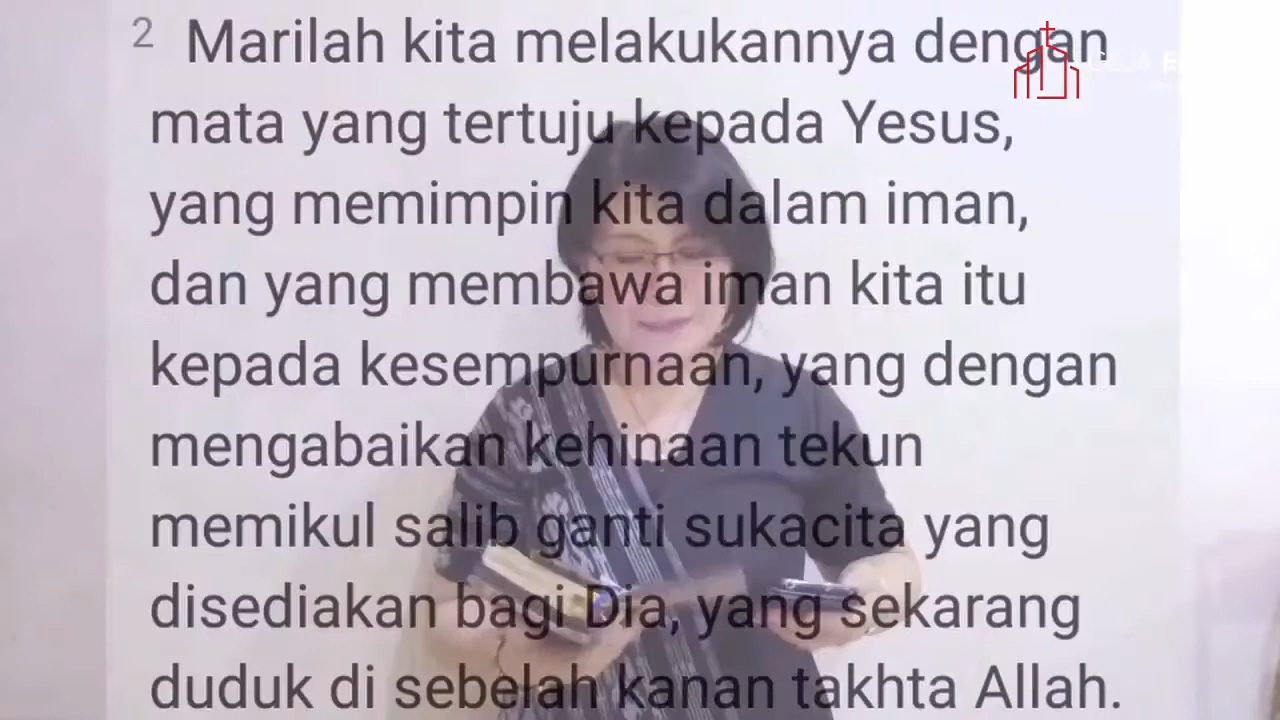 2 Marilah kita melakukannya dengan
mata yang tertuju kepada Yesus,
yang memimpin kita dalam iman,
dan yang membawa iman kita itu
kepada kesempurnaan, yang dengan
mengabaikan kehinaan tekun
memikul salib ganti sukacita yang
disediakan bagi Dia, yang sekarang
duduk di sebelah kanan takhta Allah.